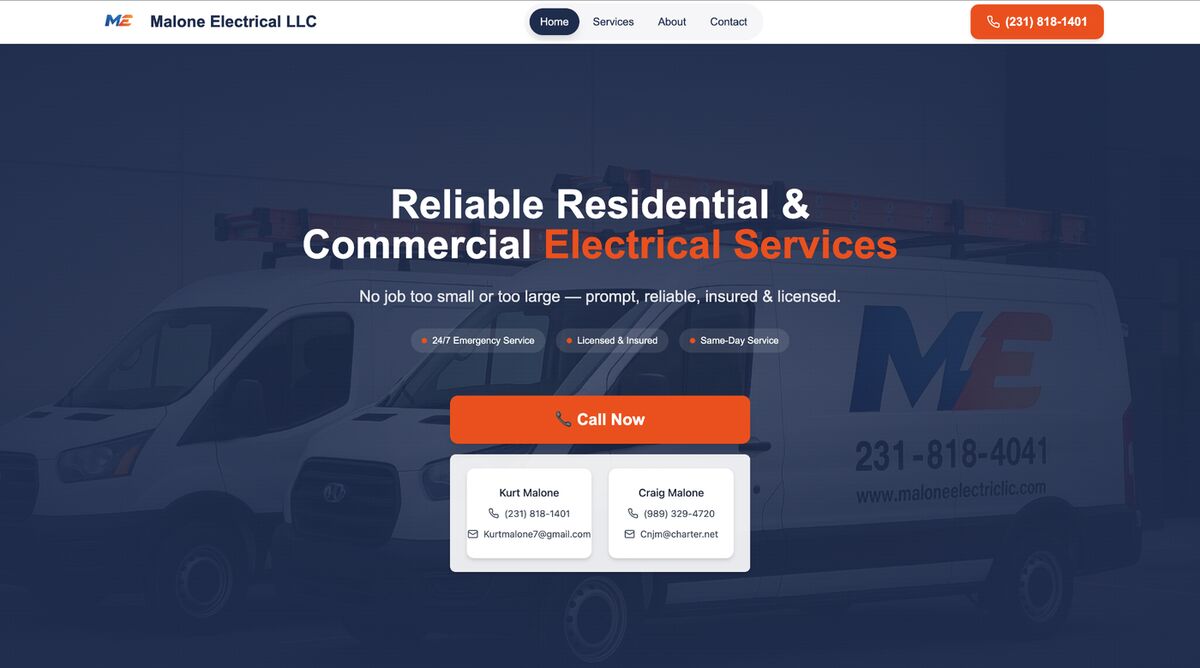 ME Malone Electrical LLC
Home Services About Contact
(231) 818-1401
Reliable Residential &
Commercial Electrical Services
No job too small or too large — prompt, reliable, insured & licensed.
24/7 Emergency Service
Licensed & Insured
Same-Day Service
Call Now
Kurt Malone
(231) 818-1401
Kurtmalone7@gmail.com
Craig Malone
(989) 329-4720
Cnjm@charter.net
ME
231-818-4041
www.maloneelectriclic.com